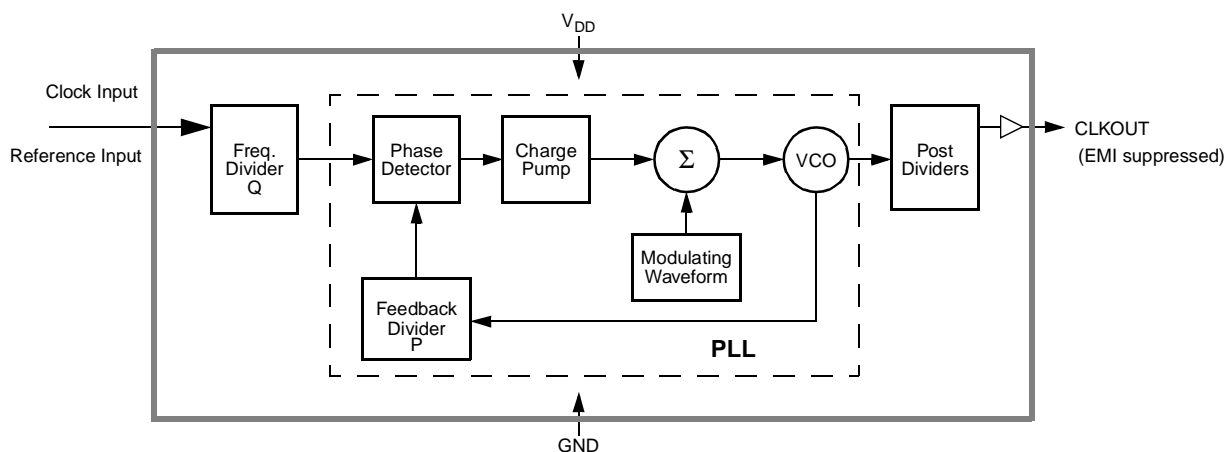 VDD
Clock Input
Reference Input
Freq.
Divider
Q
Phase
Detector
Charge
Pump
Σ
VCO
Post
Dividers
CLKOUT
(EMI suppressed)
Modulating
Waveform
Feedback
Divider
P
PLL
GND